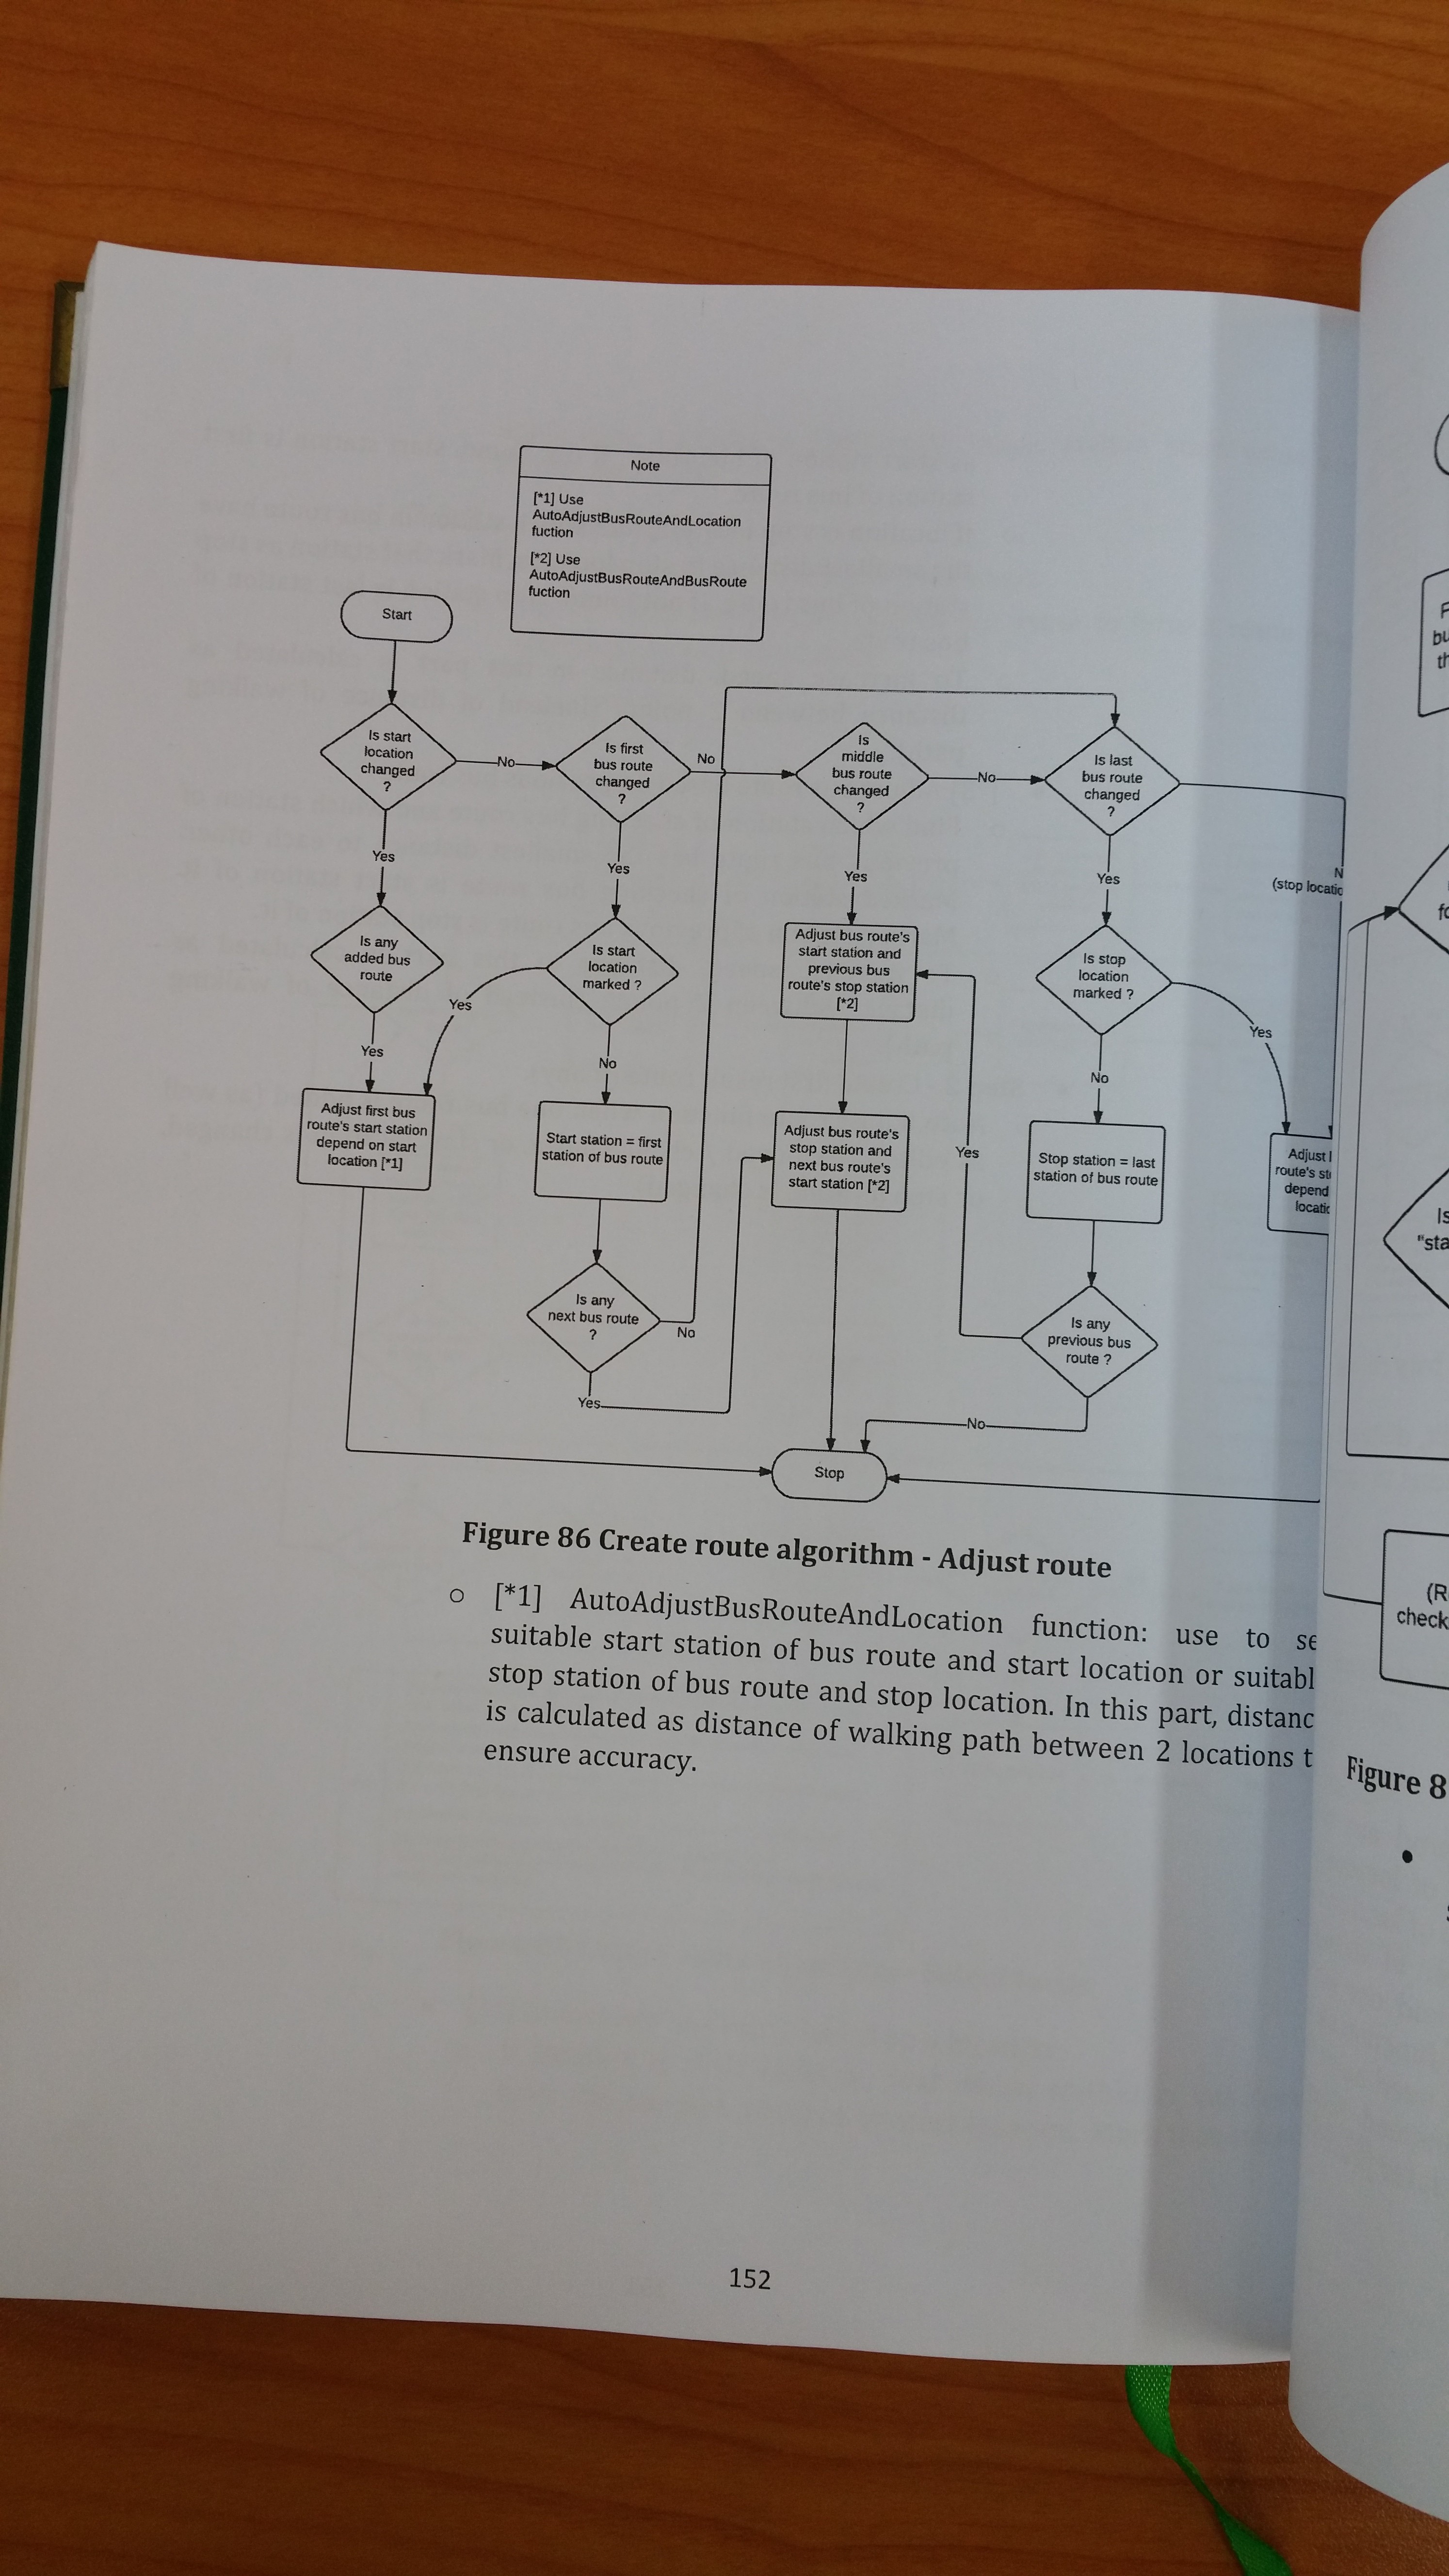 Note
[*1] Use
AutoAdjustBusRouteAndLocation
fuction
[*2] Use
AutoAdjustBusRouteAndBusRoute
fuction
Start
Is start
location
changed
?
No
Is first
bus route
changed
?
No
Is
middle
bus route
changed
?
No
Is last
bus route
changed
?
N
(stop locatic
Yes
Yes
Yes
Yes
Is any
added bus
route
Is start
location
marked ?
Adjust bus route's
start station and
previous bus
route's stop station
[*2]
Is stop
location
marked ?
Yes
Yes
Yes
No
No
Adjust first bus
route's start station
depend on start
location [*1]
Start station = first
station of bus route
Adjust bus route's
stop station and
next bus route's
start station [*2]
Yes
Stop station = last
station of bus route
Adjust
route's
depend
Is any
next bus route
?
No
Is any
previous bus
route ?
Yes
No
Stop
Figure 86 Create route algorithm - Adjust route
o [*1] AutoAdjustBusRouteAndLocation function: use to se
suitable start station of bus route and start location or suitabl
stop station of bus route and stop location. In this part, distanc
is calculated as distance of walking path between 2 locations t
ensure accuracy.
152
F
bu
th
fo
Is
"sta
(R
check
Figure 8